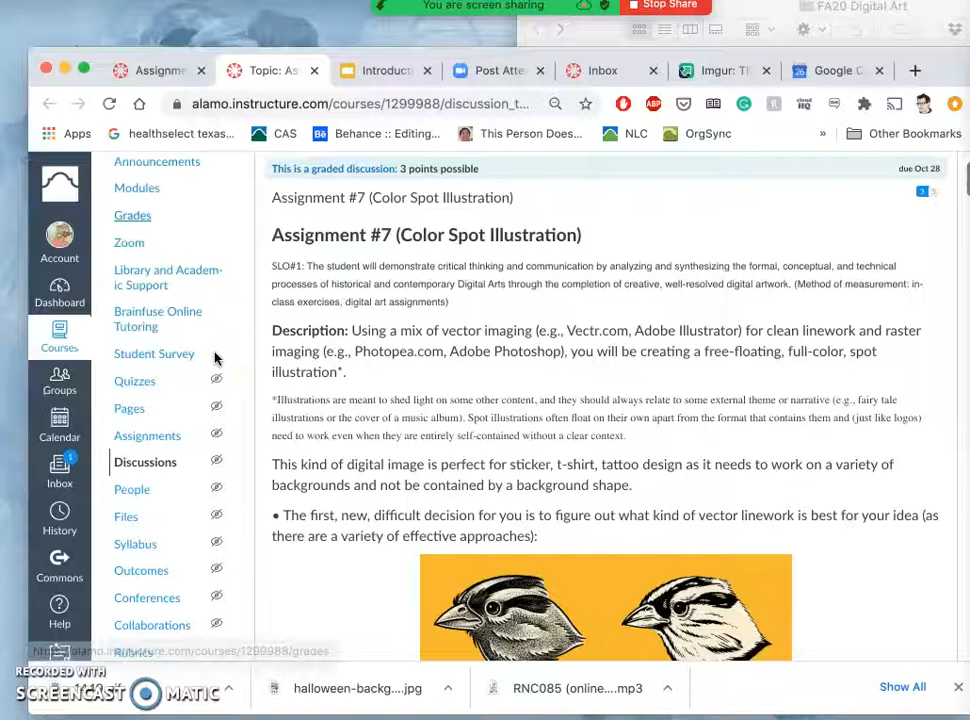 You are screen sharing
Stop Share
FA20 Digital Art
Assignme
Topic: As
Introduct
Post Atte
Inbox
Imgur: Th
26
Google C
alamo.instructure.com/courses/1299988/discussion_t...
ABP
Apps
healthselect texas...
CAS
Behance :: Editing...
This Person Does...
NLC
OrgSync
»
Other Bookmarks
Account
Dashboard
Courses
Groups
Calendar
1
Inbox
History
Commons
Help
Announcements
Modules
Grades
Zoom
Library and Academ-
ic Support
Brainfuse Online
Tutoring
Student Survey
Quizzes
Pages
Assignments
Discussions
People
Files
Syllabus
Outcomes
Conferences
Collaborations
Rubrics
This is a graded discussion: 3 points possible
due Oct 28
Assignment #7 (Color Spot Illustration)
3 5
Assignment #7 (Color Spot Illustration)
SLO#1: The student will demonstrate critical thinking and communication by analyzing and synthesizing the formal, conceptual, and technical
processes of historical and contemporary Digital Arts through the completion of creative, well-resolved digital artwork. (Method of measurement: in-
class exercises, digital art assignments)
Description: Using a mix of vector imaging (e.g., Vectr.com, Adobe Illustrator) for clean linework and raster
imaging (e.g., Photopea.com, Adobe Photoshop), you will be creating a free-floating, full-color, spot
illustration*.
*Illustrations are meant to shed light on some other content, and they should always relate to some external theme or narrative (e.g., fairy tale
illustrations or the cover of a music album). Spot illustrations often float on their own apart from the format that contains them and (just like logos)
need to work even when they are entirely self-contained without a clear context.
This kind of digital image is perfect for sticker, t-shirt, tattoo design as it needs to work on a variety of
backgrounds and not be contained by a background shape.
• The first, new, difficult decision for you is to figure out what kind of vector linework is best for your idea (as
there are a variety of effective approaches):
https://alamo.instructure.com/courses/1299988/grades
RECORDED WITH
SCREENCAST MATIC
halloween-backg....jpg
RNC085 (online....mp3
Show All